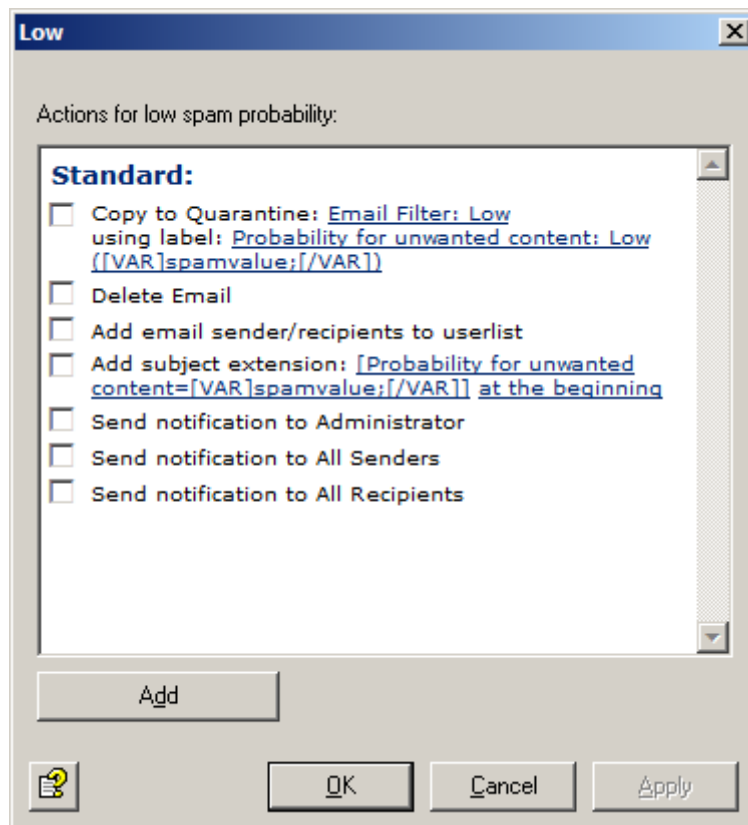 Low
Actions for low spam probability:
Standard:
Copy to Quarantine: Email Filter: Low
using label: Probability for unwanted content: Low
([VAR]spamvalue;[/VAR])
Delete Email
Add email sender/recipients to userlist
Add subject extension: [Probability for unwanted
content=[VAR]spamvalue;[/VAR]] at the beginning
Send notification to Administrator
Send notification to All Senders
Send notification to All Recipients
Add
OK Cancel Apply